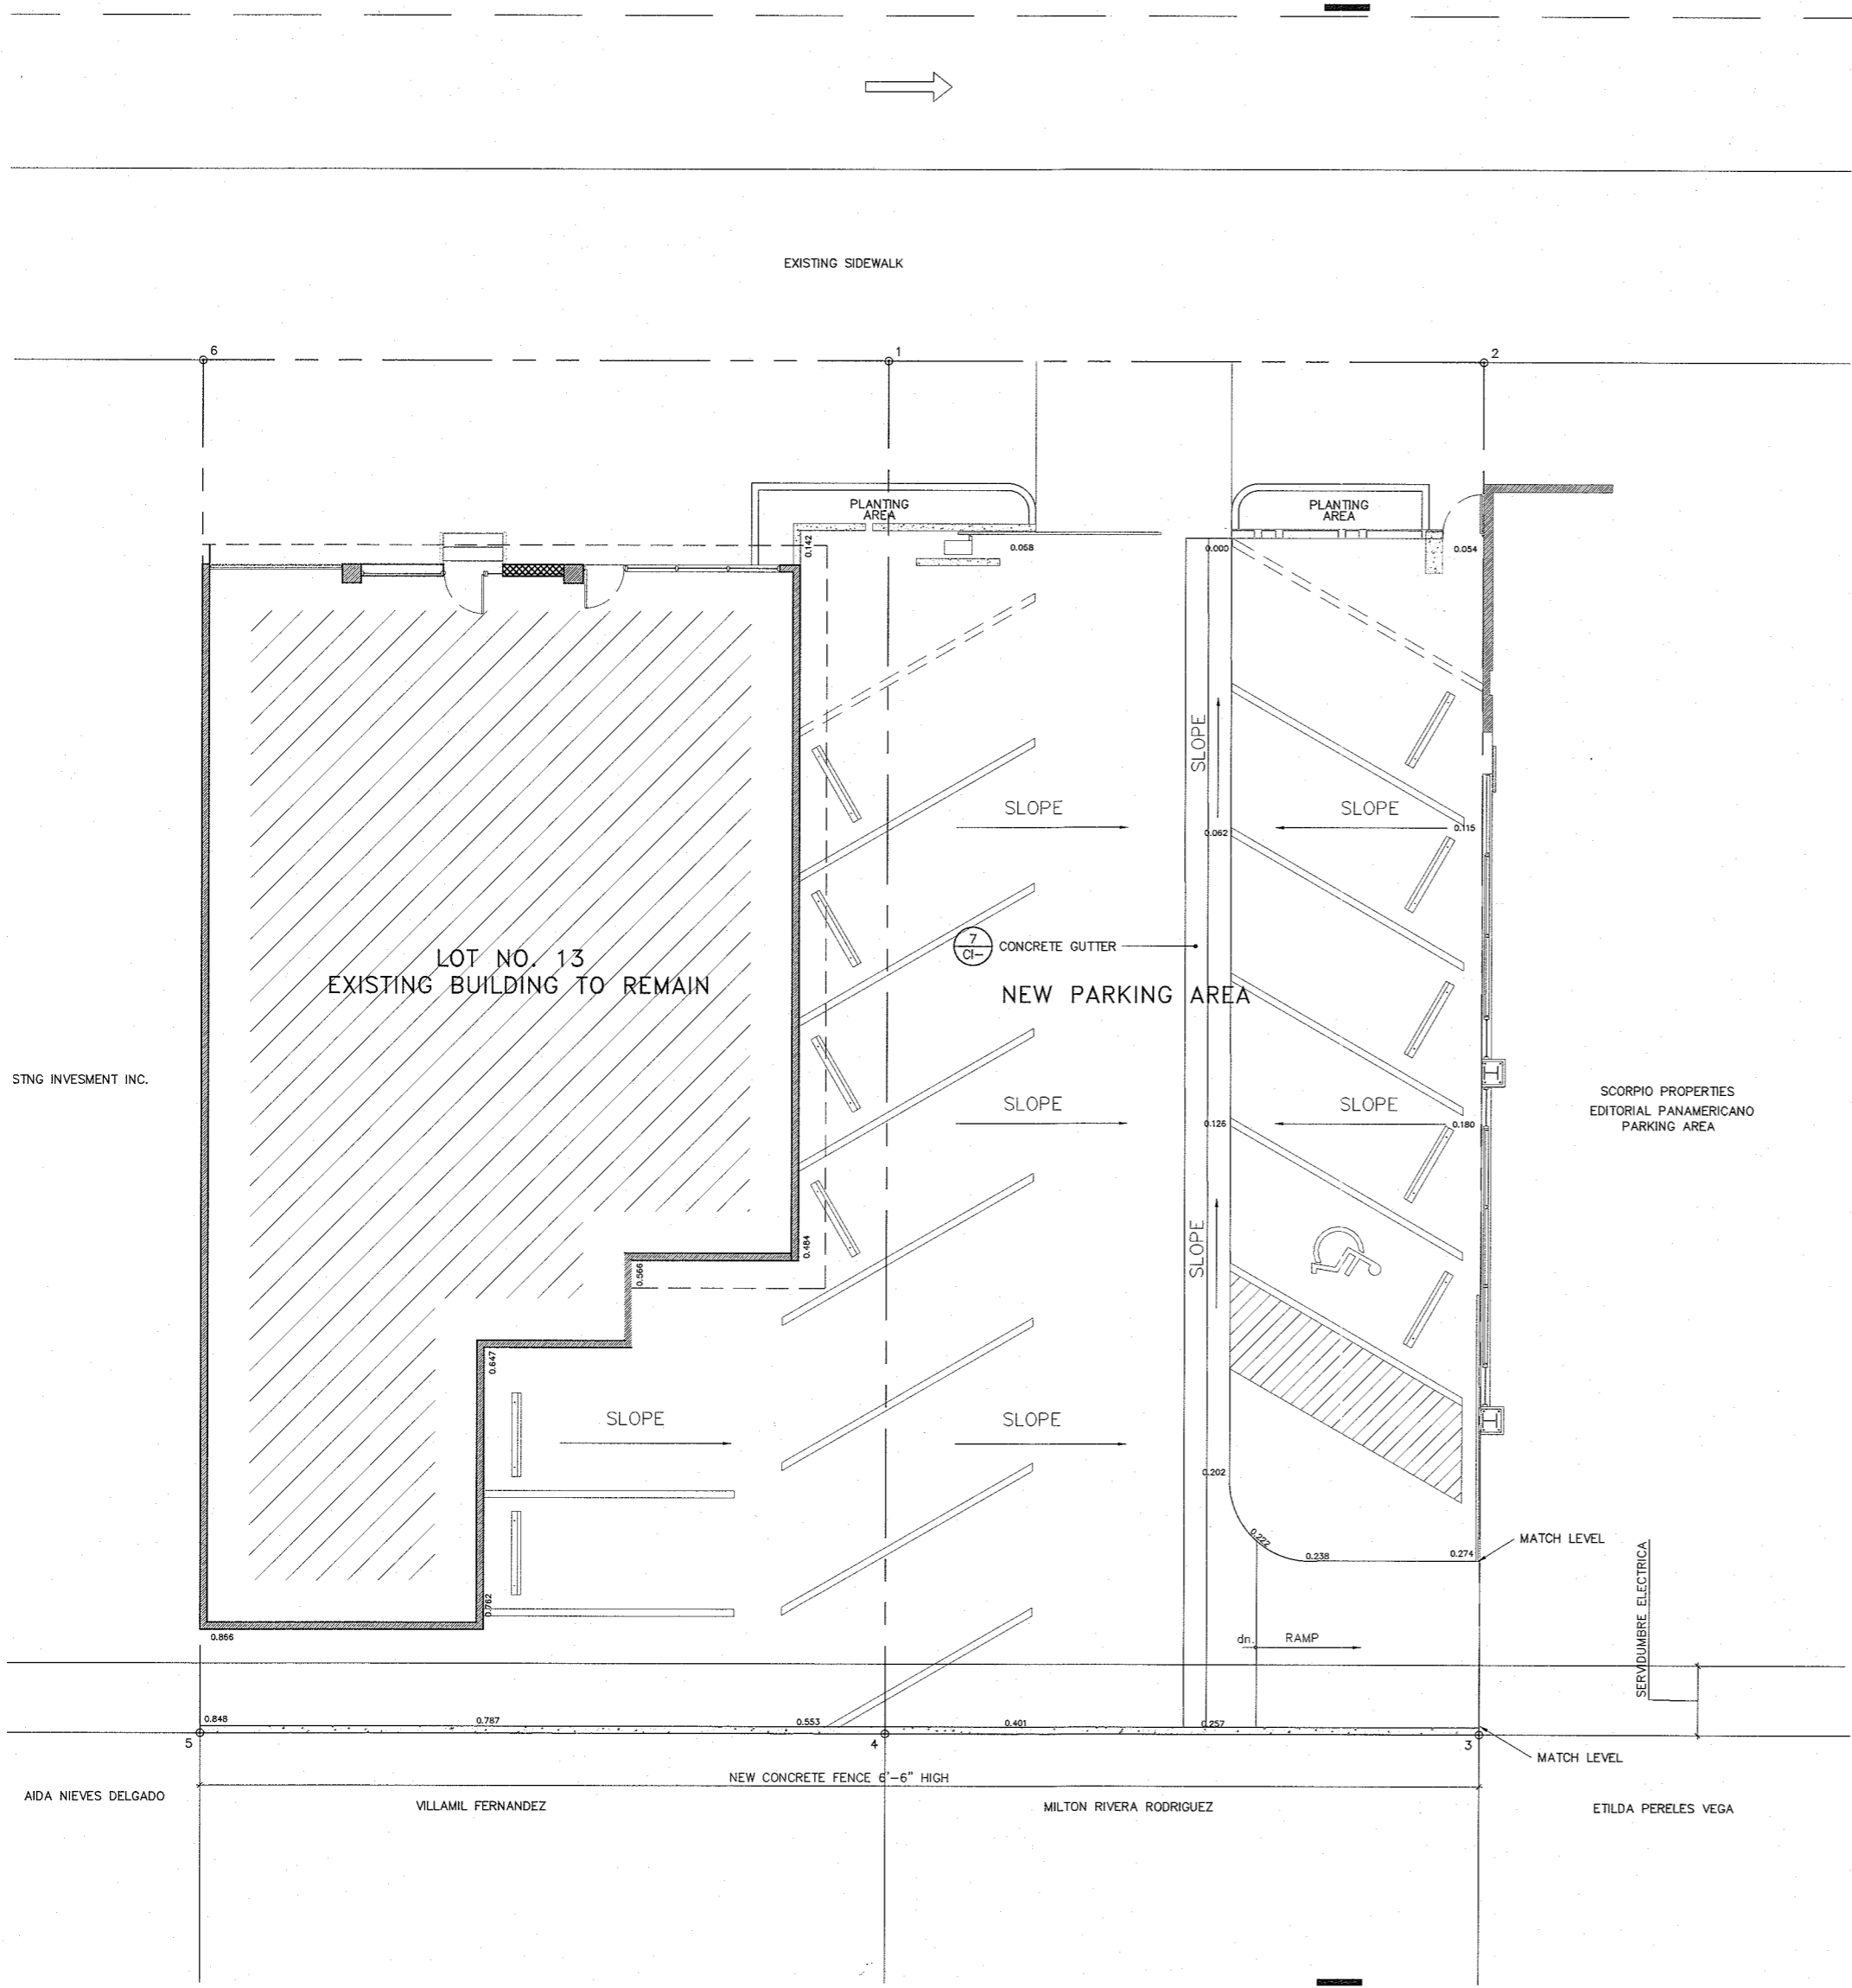 EXISTING SIDEWALK
6
1
2
PLANTING
AREA
PLANTING
AREA
0.142
0.068
0.000
0.054
SLOPE
SLOPE
SLOPE
0.062
0.115
7
CI-
CONCRETE GUTTER
LOT NO. 13
EXISTING BUILDING TO REMAIN
NEW PARKING AREA
STNG INVESMENT INC.
SCORPIO PROPERTIES
EDITORIAL PANAMERICANO
PARKING AREA
SLOPE
SLOPE
0.126
0.180
SLOPE
0.484
0.566
0.647
SLOPE
SLOPE
0.202
0.222
0.238
0.274
MATCH LEVEL
SERVIDUMBRE ELECTRICA
0.762
0.866
dn.
RAMP
0.848
0.787
0.553
0.401
0.257
5
4
3
MATCH LEVEL
NEW CONCRETE FENCE 6'-6" HIGH
AIDA NIEVES DELGADO
VILLAMIL FERNANDEZ
MILTON RIVERA RODRIGUEZ
ETILDA PERELES VEGA